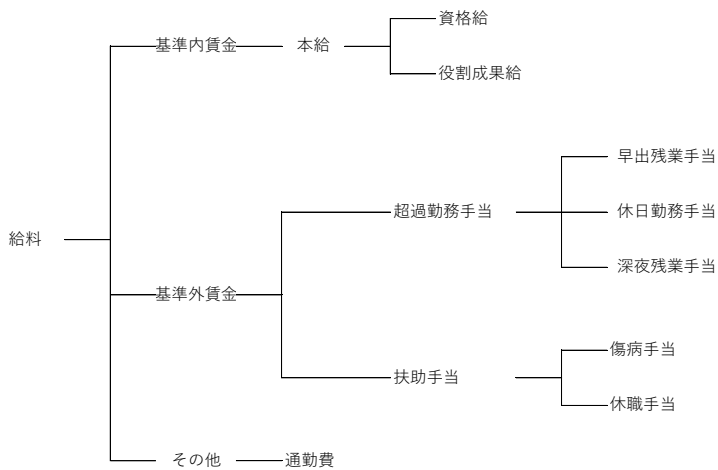 給料
基準内賃金
本給
資格給
役割成果給
基準外賃金
超過勤務手当
早出残業手当
休日勤務手当
深夜残業手当
扶助手当
傷病手当
休職手当
その他
通勤費